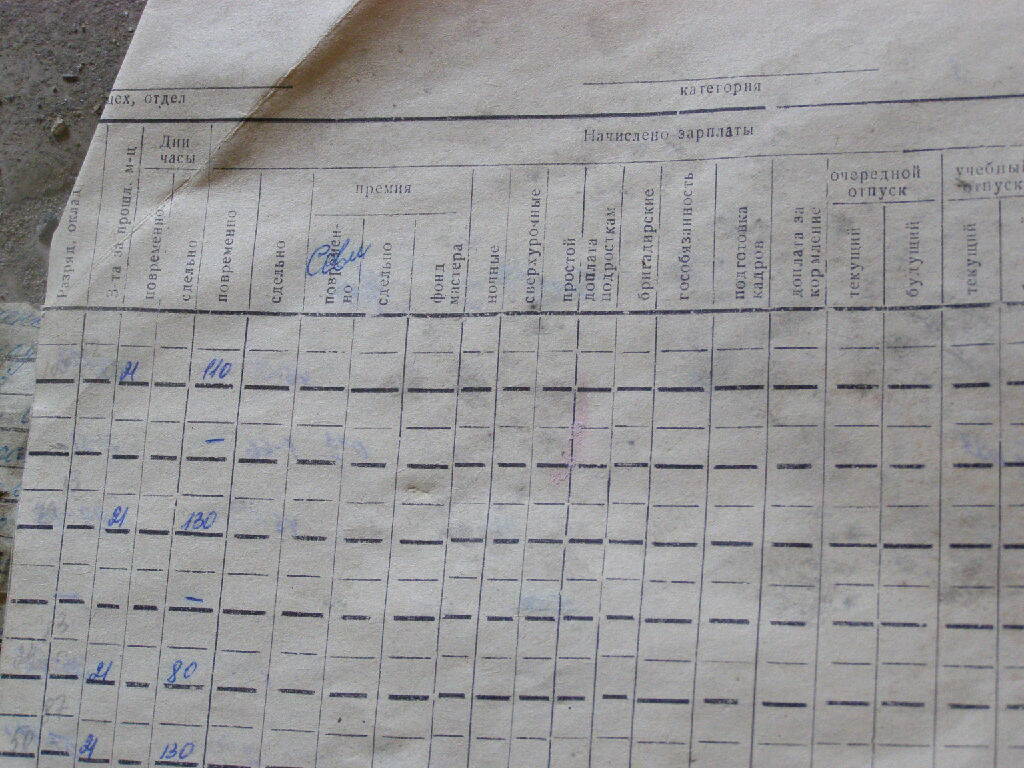 цех, отдел
категория
Дни
часы
Начислено зарплаты
премия
очередной
отпуск
учебный
отпуск
Разряд, оклад
З-та за прошл. м-ц
повременно
сдельно
повременно
сдельно
повремен-
но
сдельно
фонд
мастера
ночные
сверхурочные
простой
доплата
подросткам
бригадирские
гособязанность
подготовка
кадров
доплата за
кормление
текущий
будущий
текущий
21 110
–
21 130
–
21 80
21 130